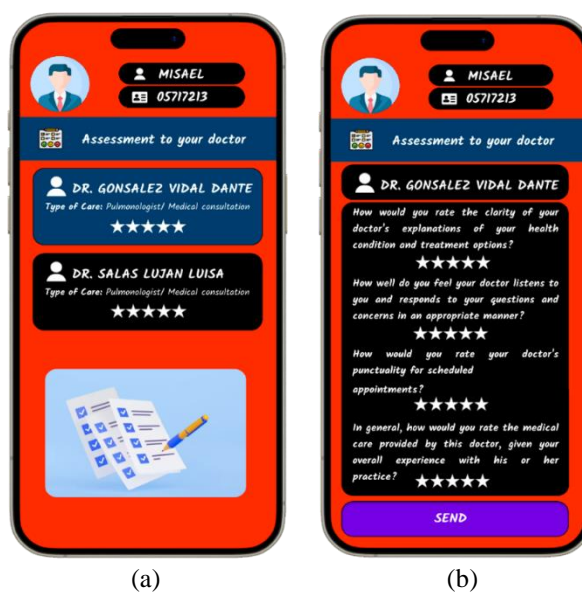 MISAEL
05717213
Assessment to your doctor
DR. GONSALEZ VIDAL DANTE
Type of Care: Pulmonologist/ Medical consultation
DR. SALAS LUJAN LUISA
Type of Care: Pulmonologist/ Medical consultation
(a)
MISAEL
05717213
Assessment to your doctor
DR. GONSALEZ VIDAL DANTE
How would you rate the clarity of your
doctor's explanations of your health
condition and treatment options?
How well do you feel your doctor listens to
you and responds to your questions and
concerns in an appropriate manner?
How would you rate your doctor's
punctuality for scheduled
appointments?
In general, how would you rate the medical
care provided by this doctor, given your
overall experience with his or her
practice?
SEND
(b)